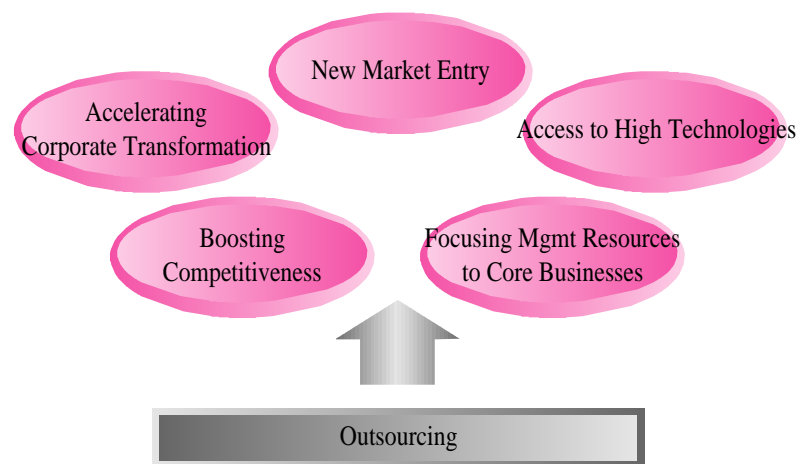 New Market Entry
Accelerating
Corporate Transformation
Access to High Technologies
Boosting
Competitiveness
Focusing Mgmt Resources
to Core Businesses
Outsourcing